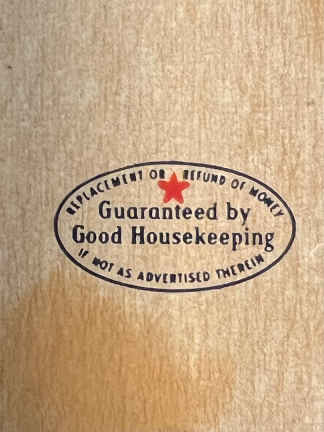 REPLACEMENT OR REFUND OF MONEY
Guaranteed by
Good Housekeeping
IF NOT AS ADVERTISED THEREIN